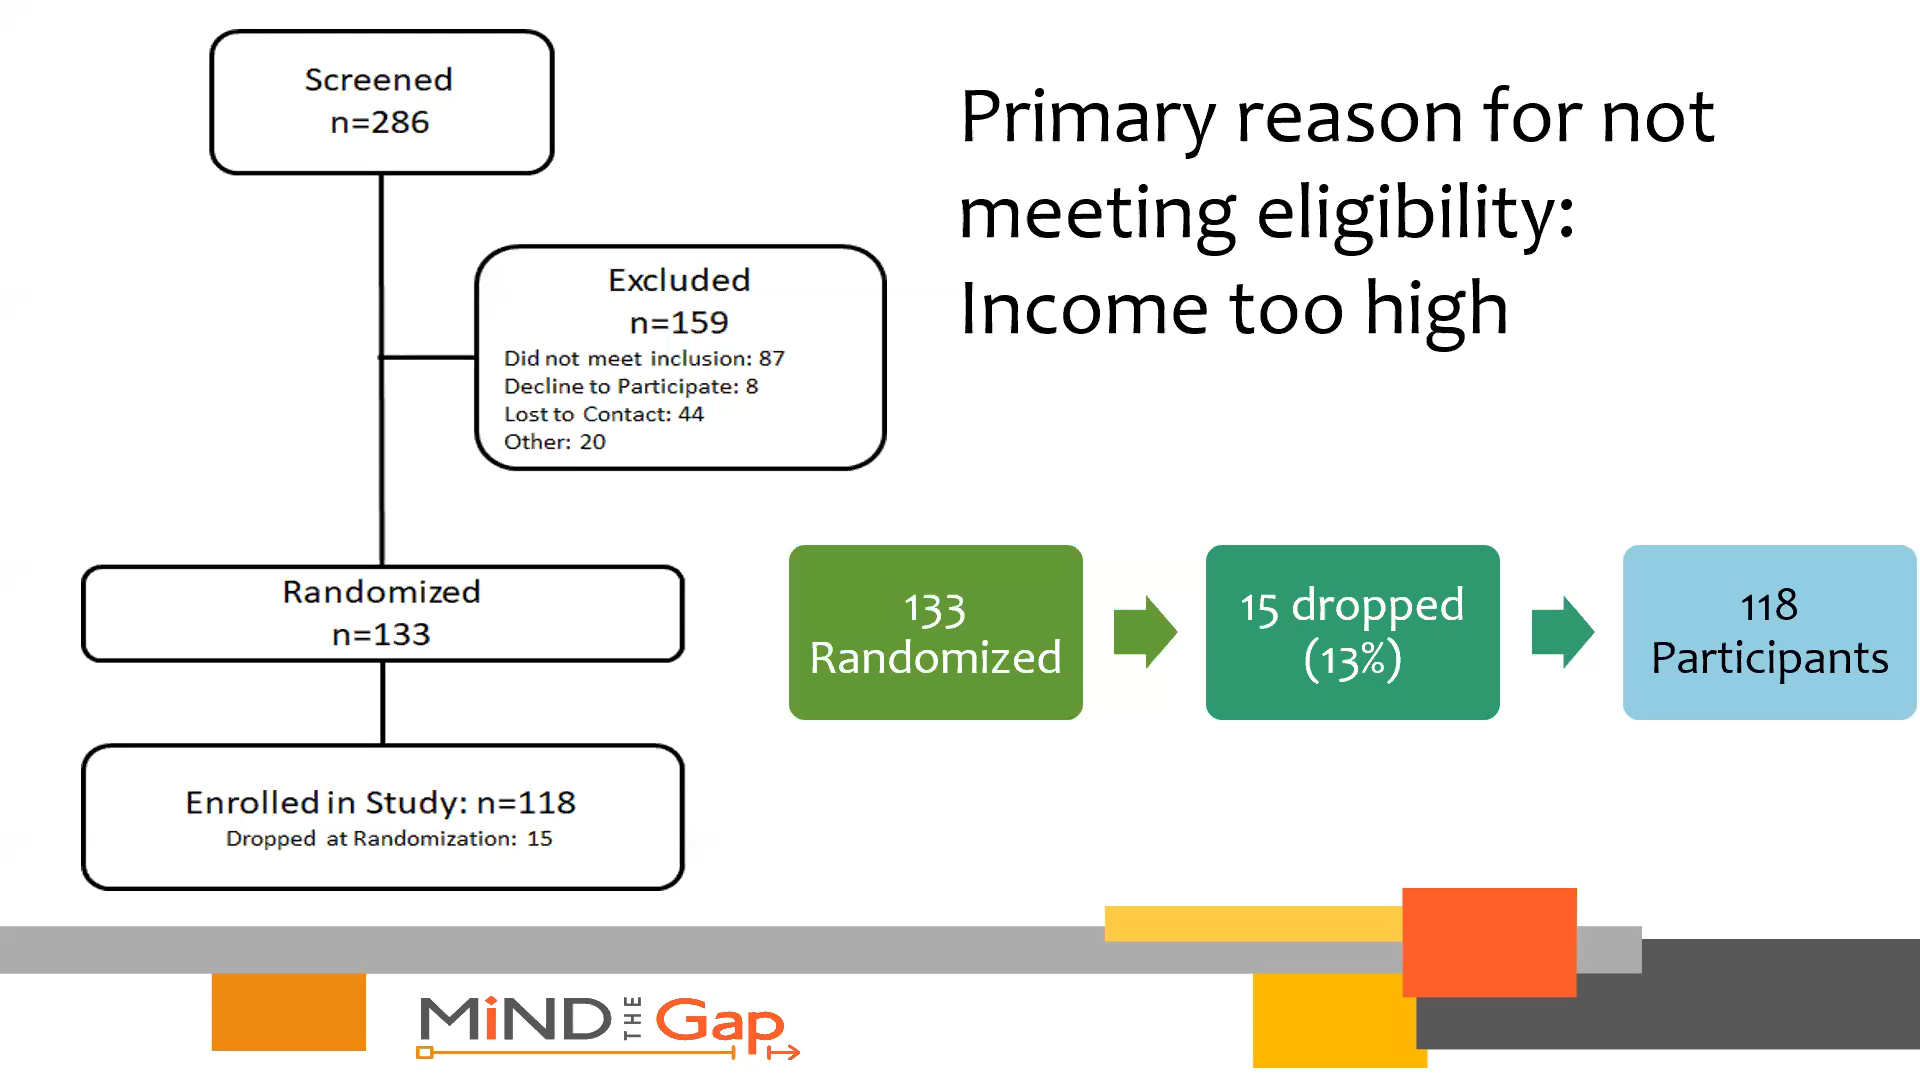 Screened
n=286
Excluded
n=159
Did not meet inclusion: 87
Decline to Participate: 8
Lost to Contact: 44
Other: 20
Randomized
n=133
Enrolled in Study: n=118
Dropped at Randomization: 15
Primary reason for not
meeting eligibility:
Income too high
133
Randomized
15 dropped
(13%)
118
Participants
MiND THE Gap